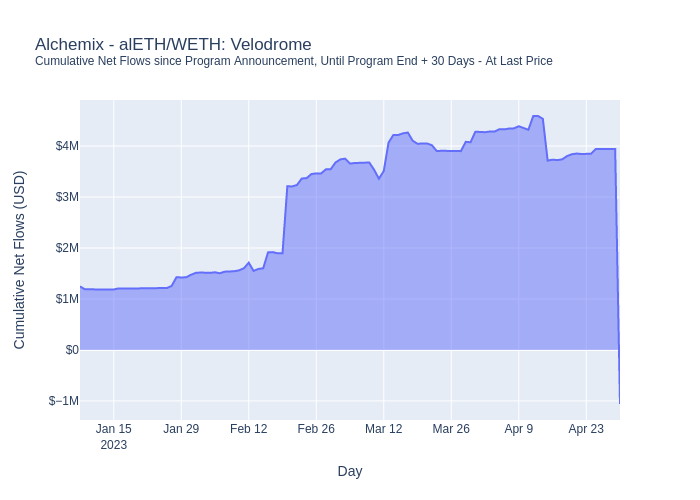 Alchemix - alETH/WETH: Velodrome
Cumulative Net Flows since Program Announcement, Until Program End + 30 Days - At Last Price
Cumulative Net Flows (USD)
$4M
$3M
$2M
$1M
$0
$−1M
Jan 15
2023
Jan 29
Feb 12
Feb 26
Mar 12
Mar 26
Apr 9
Apr 23
Day